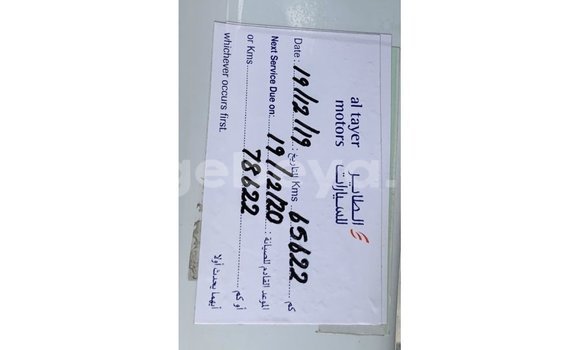 al tayer motors
الطاير للسيارات
Date: 19/12/19 التاريخ: Kms 65622 كم
Next Service Due on: 19/12/20 الموعد القادم للصيانة:
or Kms 78622 أو كم
whichever occurs first. أيهما يحدث أولا